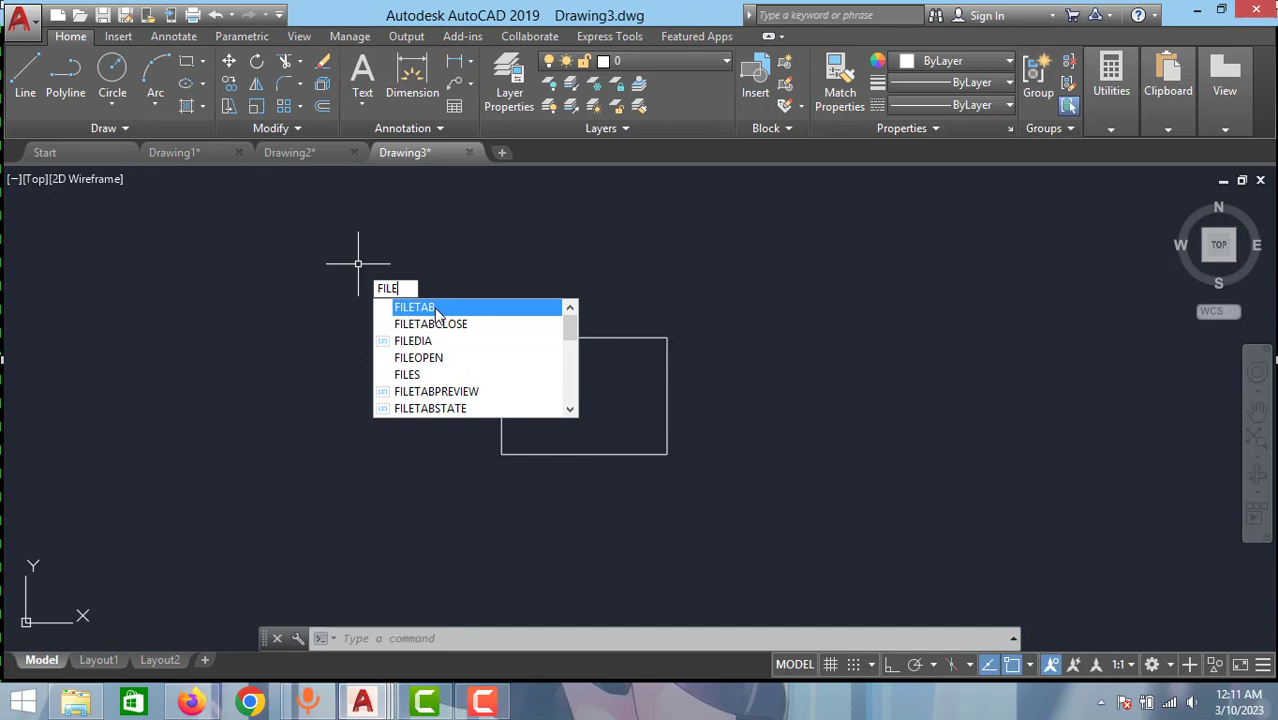 Autodesk AutoCAD 2019 Drawing3.dwg
Type a keyword or phrase
Sign In
Home Insert Annotate Parametric View Manage Output Add-ins Collaborate Express Tools Featured Apps
Line Polyline Circle Arc
Text Dimension
Layer Properties
0
Insert
Match Properties
ByLayer
ByLayer
ByLayer
Group
Utilities
Clipboard
View
Draw Modify Annotation Layers Block Properties Groups
Start Drawing1* Drawing2* Drawing3*
[−][Top][2D Wireframe]
N
W TOP E
S
WCS
FILE
FILETAB
FILETABCLOSE
FILEDIA
FILEOPEN
FILES
FILETABPREVIEW
FILETABSTATE
Y
X
Type a command
Model Layout1 Layout2
MODEL
1:1
12:11 AM
3/10/2023